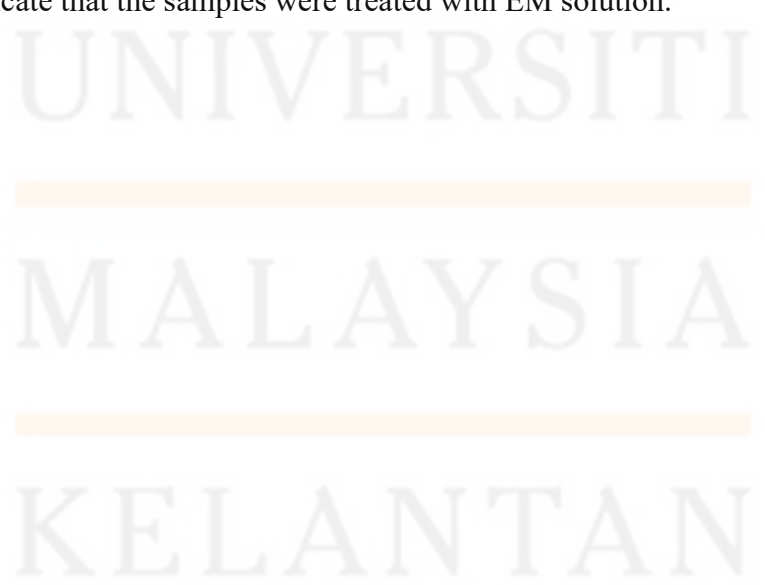 cate that the samples were treated with EM solution.
UNIVERSITI
MALAYSIA
KELANTAN